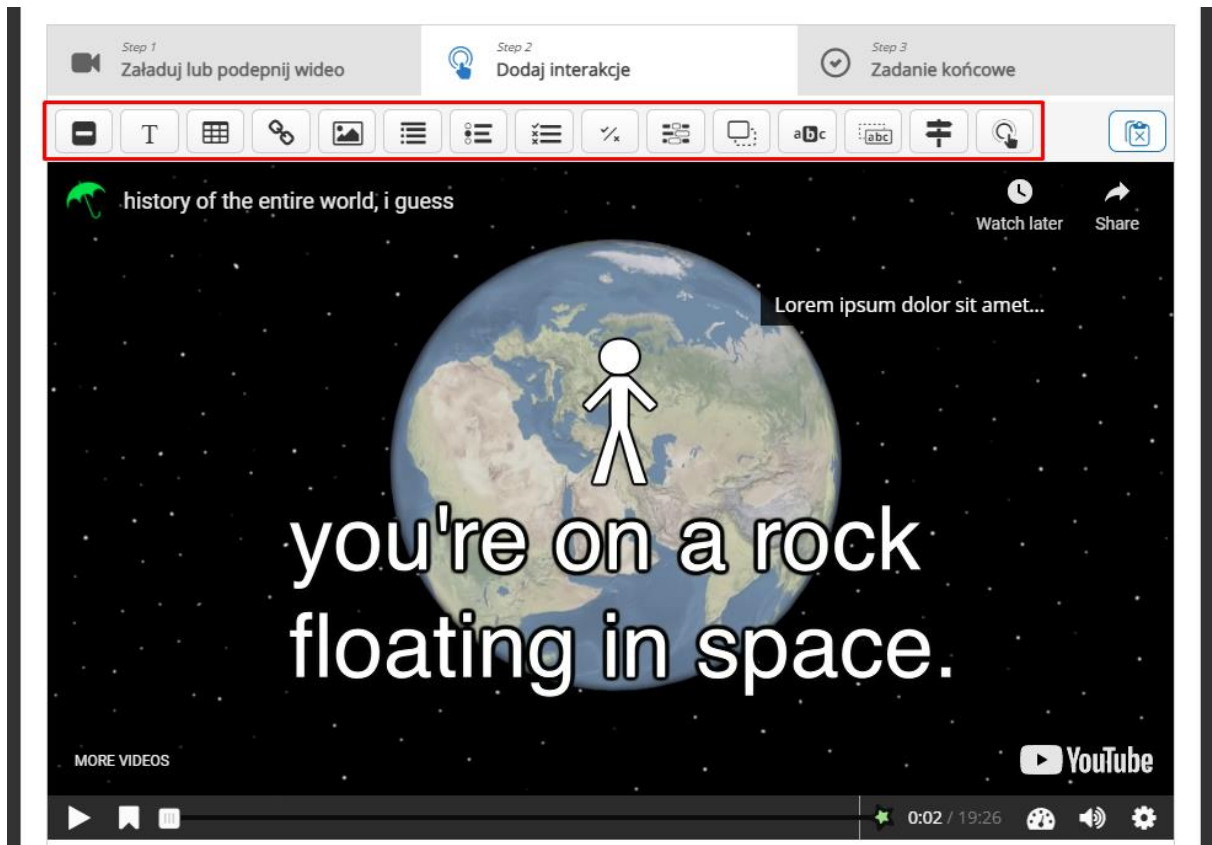 Step 1
Załaduj lub podepnij wideo
Step 2
Dodaj interakcje
Step 3
Zadanie końcowe
T
abc
abc
history of the entire world, i guess
Watch later
Share
Lorem ipsum dolor sit amet...
you're on a rock
floating in space.
MORE VIDEOS
YouTube
0:02 / 19:26